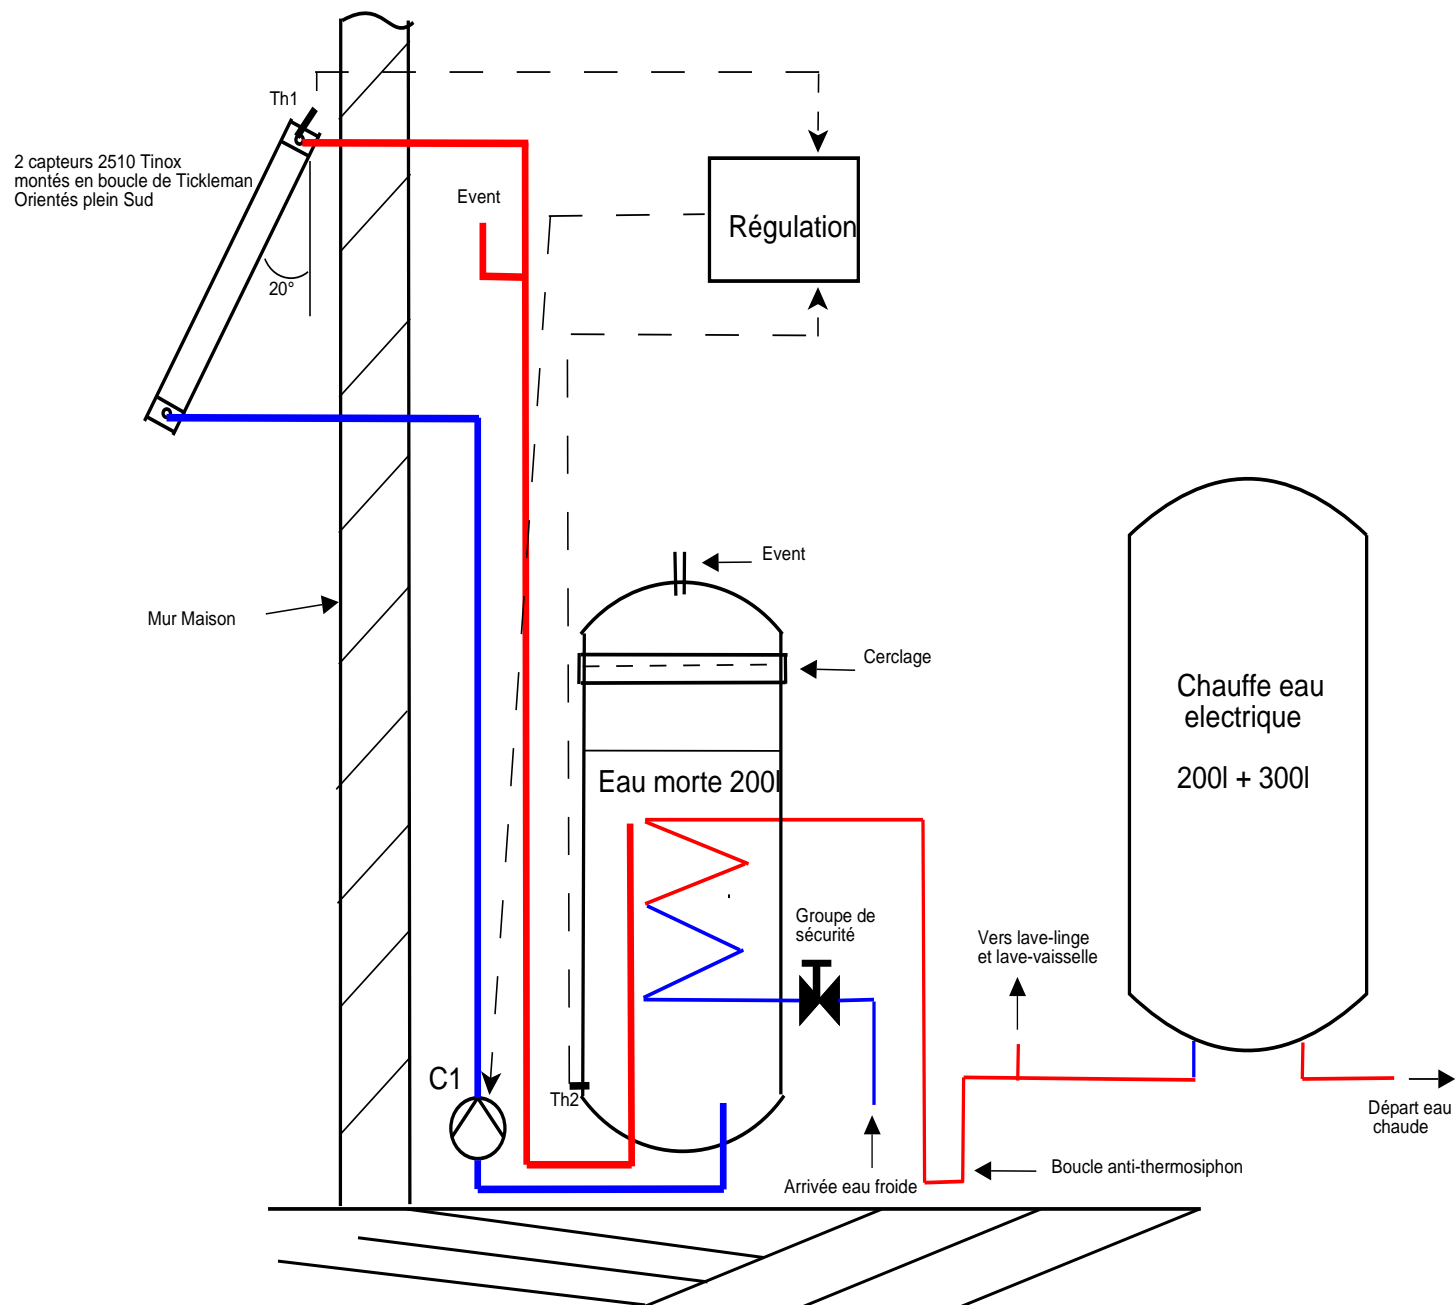 Th1
2 capteurs 2510 Tinox
montés en boucle de Tickleman
Orientés plein Sud
Event
Régulation
20°
Event
Mur Maison
Cerclage
Chauffe eau
electrique
200l + 300l
Eau morte 200l
Groupe de
sécurité
Vers lave-linge
et lave-vaisselle
C1
Th2
Départ eau
chaude
Boucle anti-thermosiphon
Arrivée eau froide